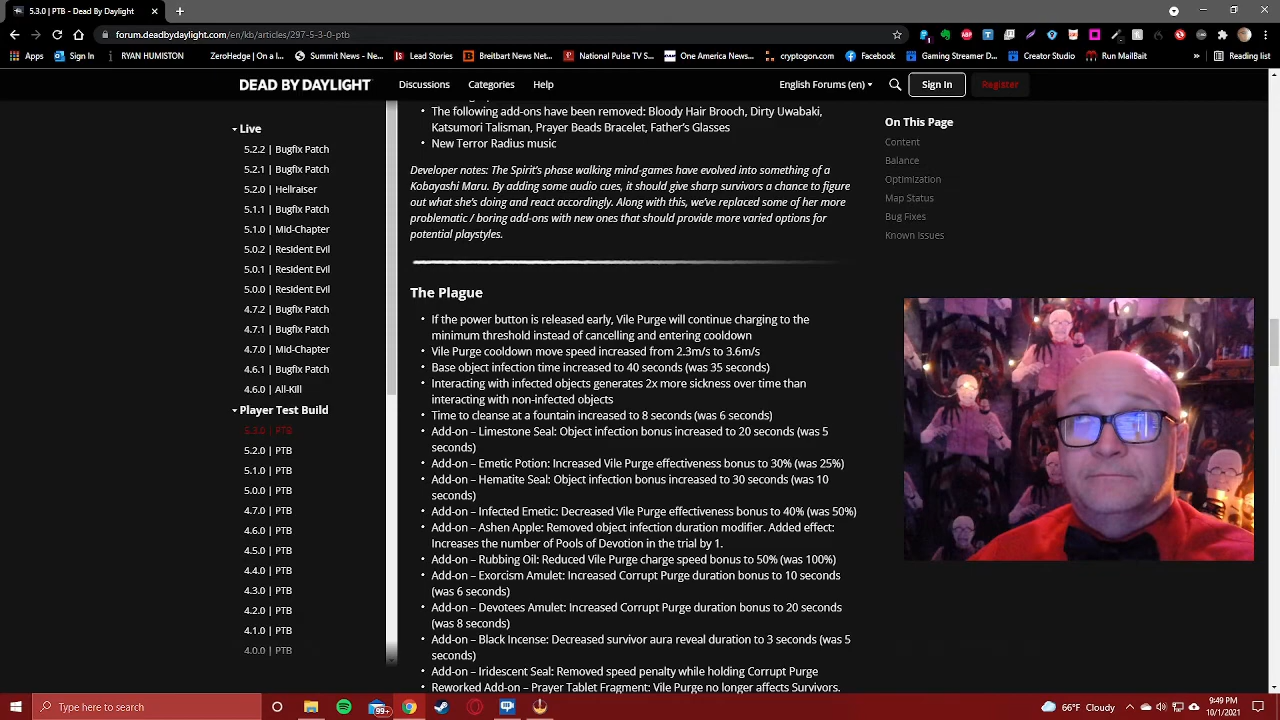 5.3.0 | PTB - Dead By Daylight
forum.deadbydaylight.com/en/kb/articles/297-5-3-0-ptb
Apps
Sign In
RYAN HUMISTON
ZeroHedge | On a lo...
Summit News - Ne...
Lead Stories
Breitbart News Net...
National Pulse TV S...
One America News...
cryptogon.com
Facebook
Gaming Streamer D...
Creator Studio
Run MailBait
»
Reading list
DEAD BY DAYLIGHT
Discussions
Categories
Help
English Forums (en)
Sign In
Register
Live
5.2.2 | Bugfix Patch
5.2.1 | Bugfix Patch
5.2.0 | Hellraiser
5.1.1 | Bugfix Patch
5.1.0 | Mid-Chapter
5.0.2 | Resident Evil
5.0.1 | Resident Evil
5.0.0 | Resident Evil
4.7.2 | Bugfix Patch
4.7.1 | Bugfix Patch
4.7.0 | Mid-Chapter
4.6.1 | Bugfix Patch
4.6.0 | All-Kill
Player Test Build
5.3.0 | PTB
5.2.0 | PTB
5.1.0 | PTB
5.0.0 | PTB
4.7.0 | PTB
4.6.0 | PTB
4.5.0 | PTB
4.4.0 | PTB
4.3.0 | PTB
4.2.0 | PTB
4.1.0 | PTB
4.0.0 | PTB
• The following add-ons have been removed: Bloody Hair Brooch, Dirty Uwabaki,
Katsumori Talisman, Prayer Beads Bracelet, Father's Glasses
• New Terror Radius music
Developer notes: The Spirit's phase walking mind-games have evolved into something of a
Kobayashi Maru. By adding some audio cues, it should give sharp survivors a chance to figure
out what she's doing and react accordingly. Along with this, we've replaced some of her more
problematic / boring add-ons with new ones that should provide more varied options for
potential playstyles.
The Plague
• If the power button is released early, Vile Purge will continue charging to the
minimum threshold instead of cancelling and entering cooldown
• Vile Purge cooldown move speed increased from 2.3m/s to 3.6m/s
• Base object infection time increased to 40 seconds (was 35 seconds)
• Interacting with infected objects generates 2x more sickness over time than
interacting with non-infected objects
• Time to cleanse at a fountain increased to 8 seconds (was 6 seconds)
• Add-on – Limestone Seal: Object infection bonus increased to 20 seconds (was 5
seconds)
• Add-on – Emetic Potion: Increased Vile Purge effectiveness bonus to 30% (was 25%)
• Add-on – Hematite Seal: Object infection bonus increased to 30 seconds (was 10
seconds)
• Add-on – Infected Emetic: Decreased Vile Purge effectiveness bonus to 40% (was 50%)
• Add-on – Ashen Apple: Removed object infection duration modifier. Added effect:
Increases the number of Pools of Devotion in the trial by 1.
• Add-on – Rubbing Oil: Reduced Vile Purge charge speed bonus to 50% (was 100%)
• Add-on – Exorcism Amulet: Increased Corrupt Purge duration bonus to 10 seconds
(was 6 seconds)
• Add-on – Devotees Amulet: Increased Corrupt Purge duration bonus to 20 seconds
(was 8 seconds)
• Add-on – Black Incense: Decreased survivor aura reveal duration to 3 seconds (was 5
seconds)
• Add-on – Iridescent Seal: Removed speed penalty while holding Corrupt Purge
• Reworked Add-on – Prayer Tablet Fragment: Vile Purge no longer affects Survivors.
On This Page
Content
Balance
Optimization
Map Status
Bug Fixes
Known Issues
Type here to search
99+
66°F Cloudy
9:49 PM
10/1/2021